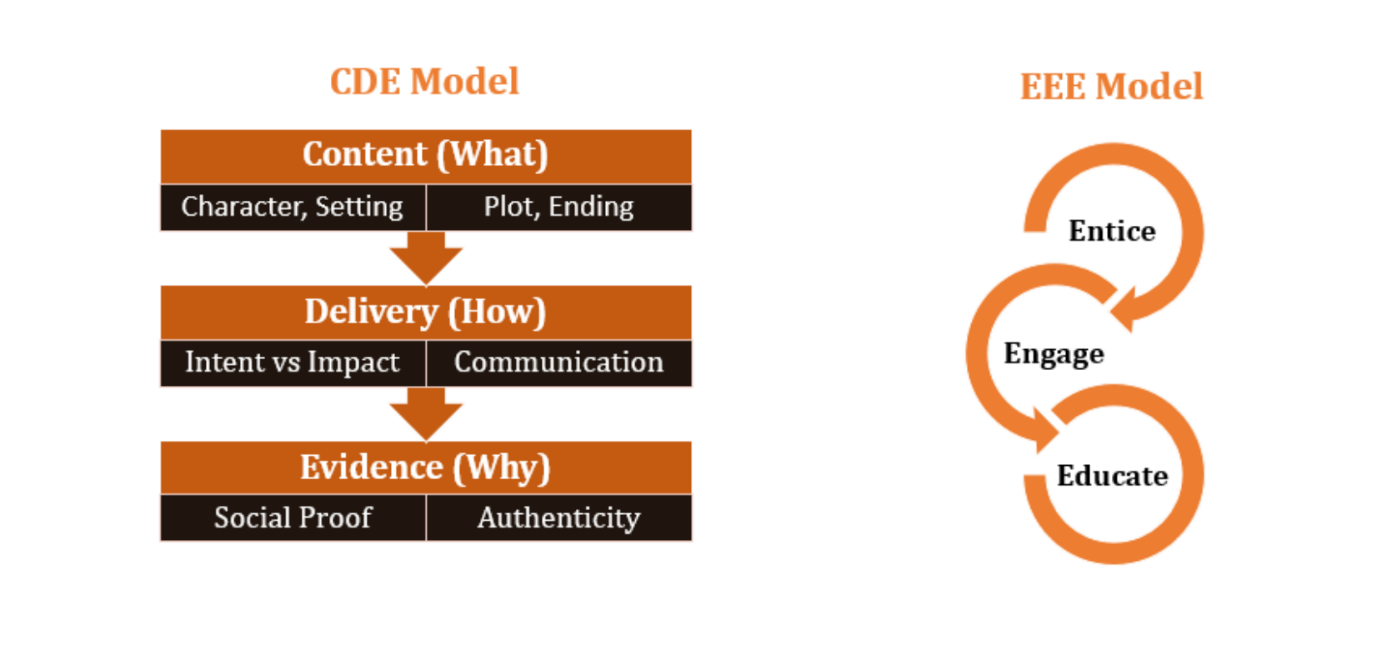 CDE Model
Content (What)
Character, Setting
Plot, Ending
Delivery (How)
Intent vs Impact
Communication
Evidence (Why)
Social Proof
Authenticity
EEE Model
Entice
Engage
Educate